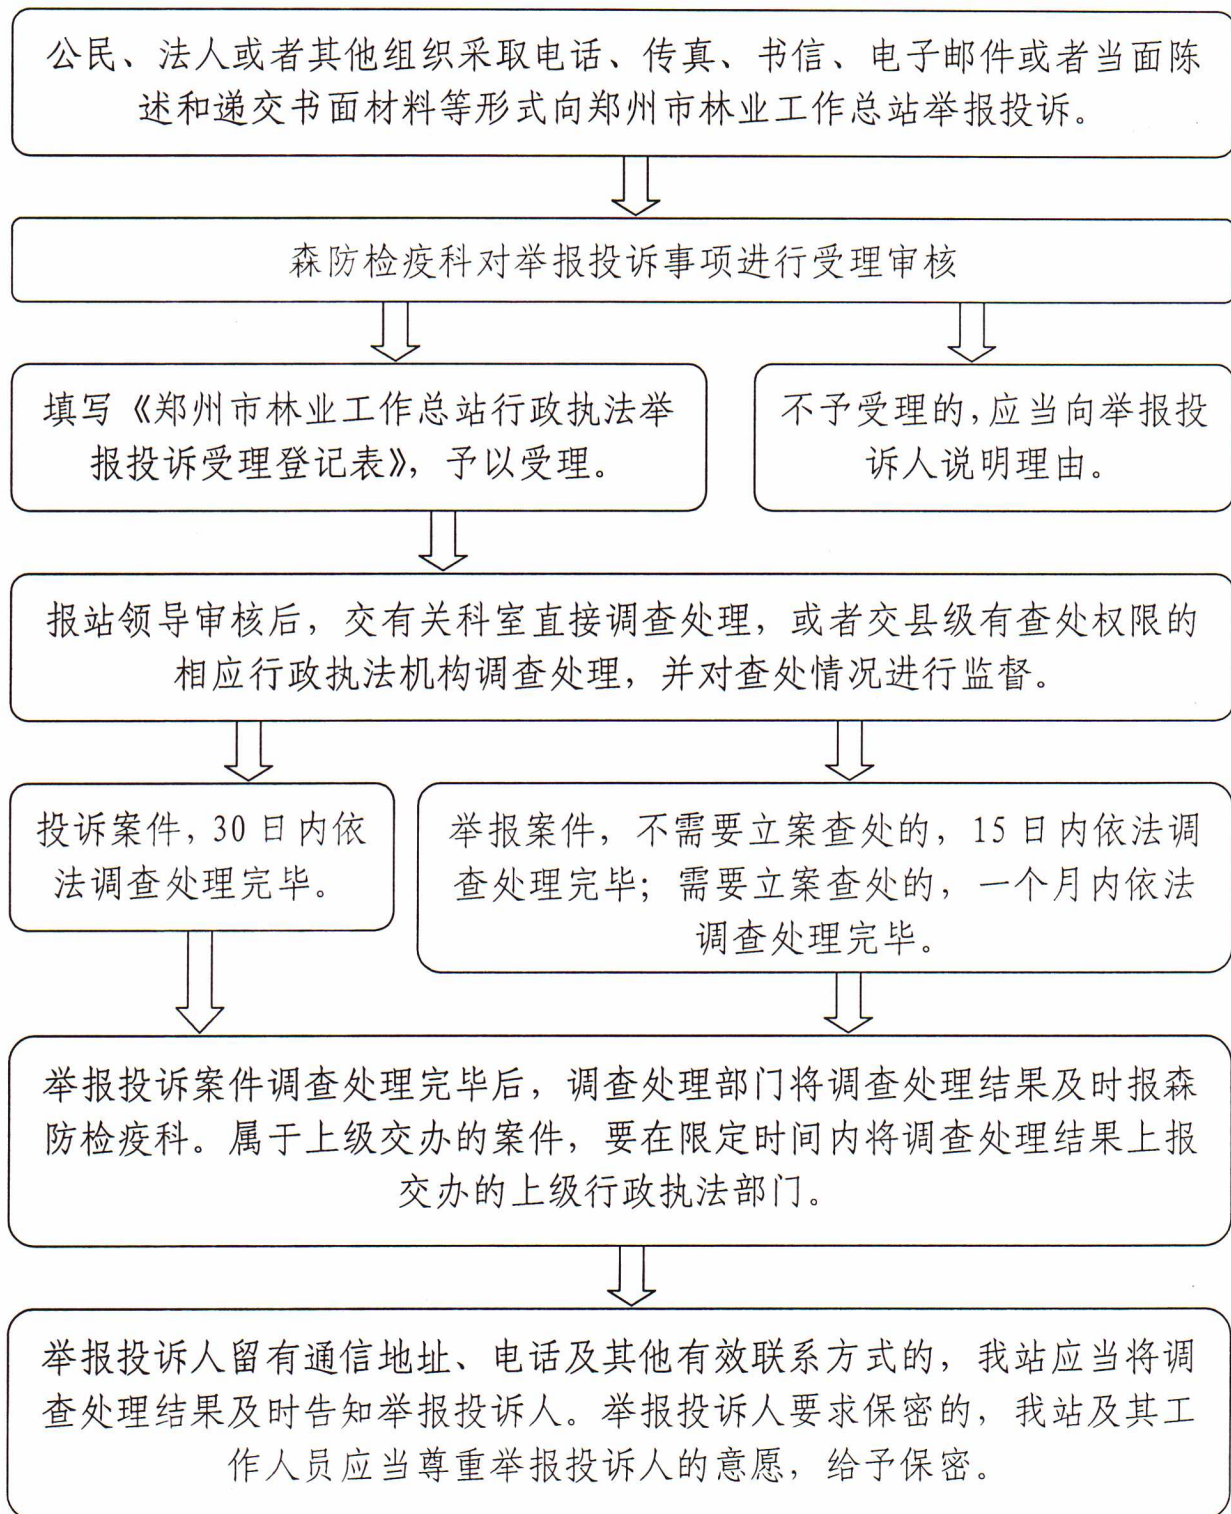 公民、法人或者其他组织采取电话、传真、书信、电子邮件或者当面陈
述和递交书面材料等形式向郑州市林业工作总站举报投诉。
森防检疫科对举报投诉事项进行受理审核
填写《郑州市林业工作总站行政执法举
报投诉受理登记表》，予以受理。
不予受理的，应当向举报投
诉人说明理由。
报站领导审核后，交有关科室直接调查处理，或者交县级有查处权限的
相应行政执法机构调查处理，并对查处情况进行监督。
投诉案件，30日内依
法调查处理完毕。
举报案件，不需要立案查处的，15日内依法调
查处理完毕；需要立案查处的，一个月内依法
调查处理完毕。
举报投诉案件调查处理完毕后，调查处理部门将调查处理结果及时报森
防检疫科。属于上级交办的案件，要在限定时间内将调查处理结果上报
交办的上级行政执法部门。
举报投诉人留有通信地址、电话及其他有效联系方式的，我站应当将调
查处理结果及时告知举报投诉人。举报投诉人要求保密的，我站及其工
作人员应当尊重举报投诉人的意愿，给予保密。